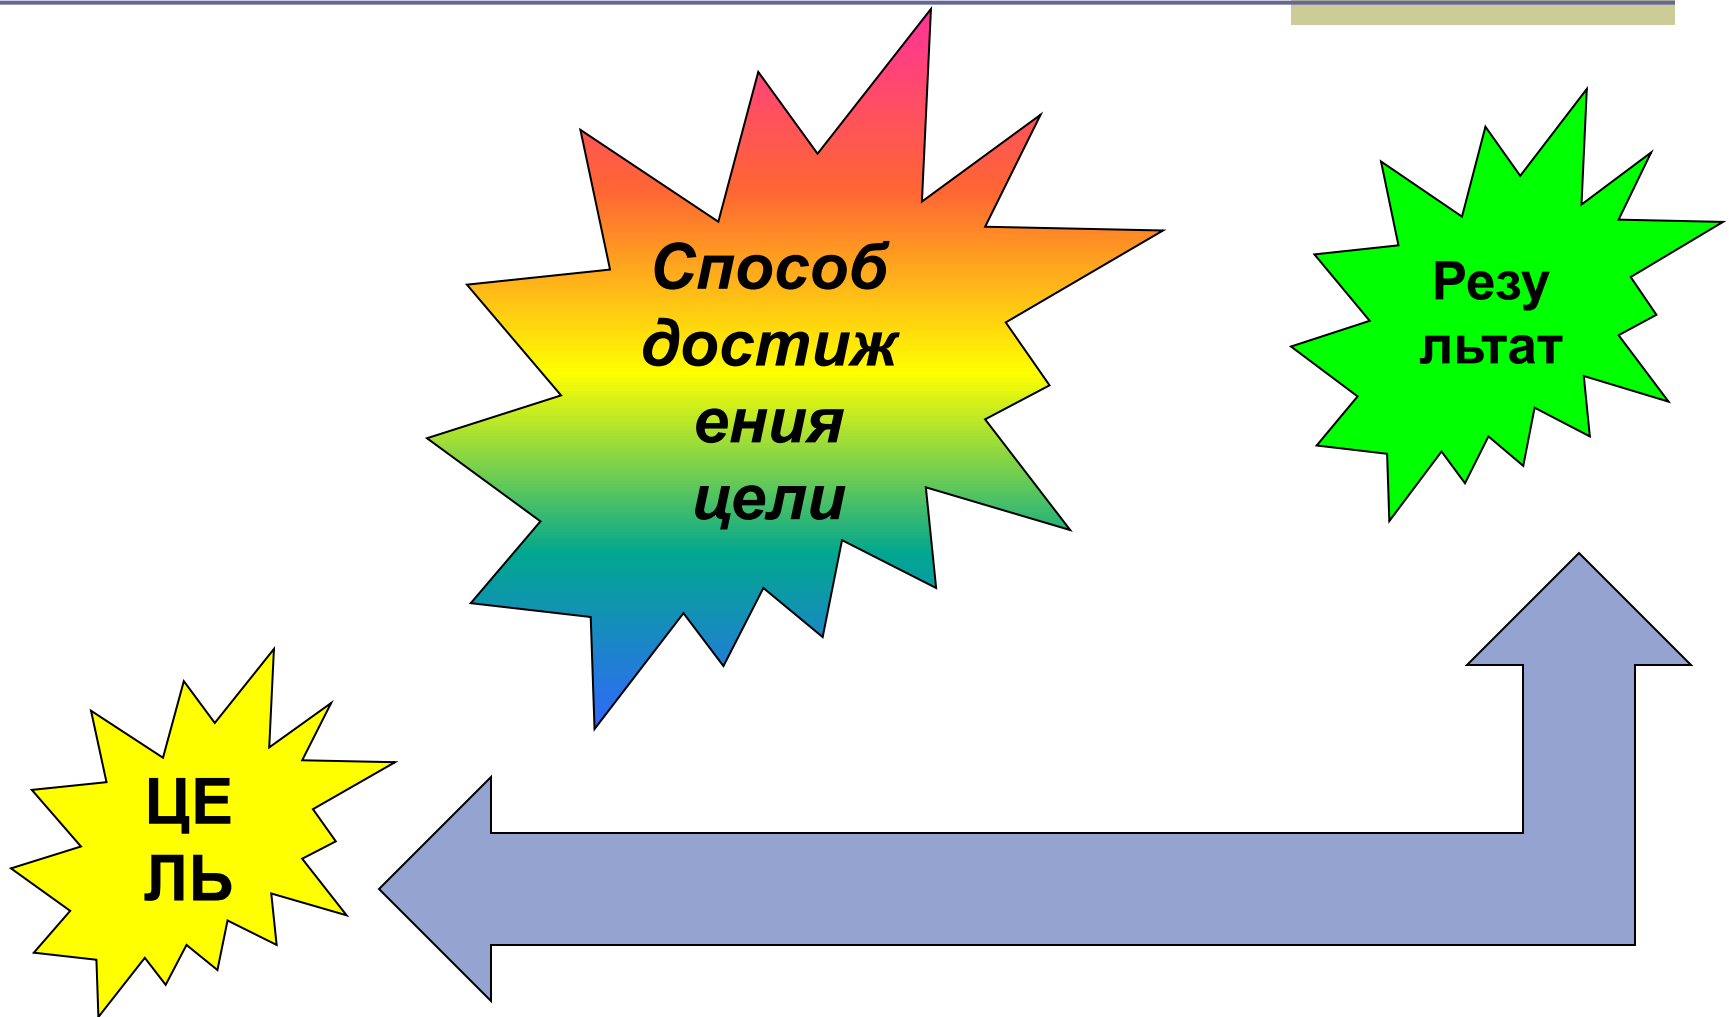 Способ
достиж
ения
цели
Резу
льтат
ЦЕ
ЛЬ